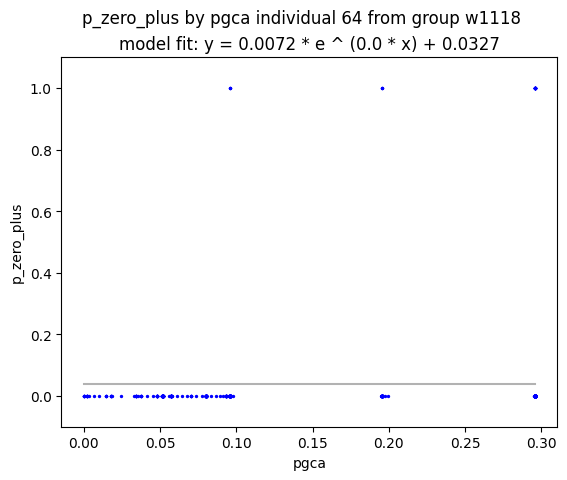 p_zero_plus by pgca individual 64 from group w1118
model fit: y = 0.0072 * e ^ (0.0 * x) + 0.0327
1.0
0.8
0.6
0.4
0.2
0.0
p_zero_plus
0.00 0.05 0.10 0.15 0.20 0.25 0.30
pgca